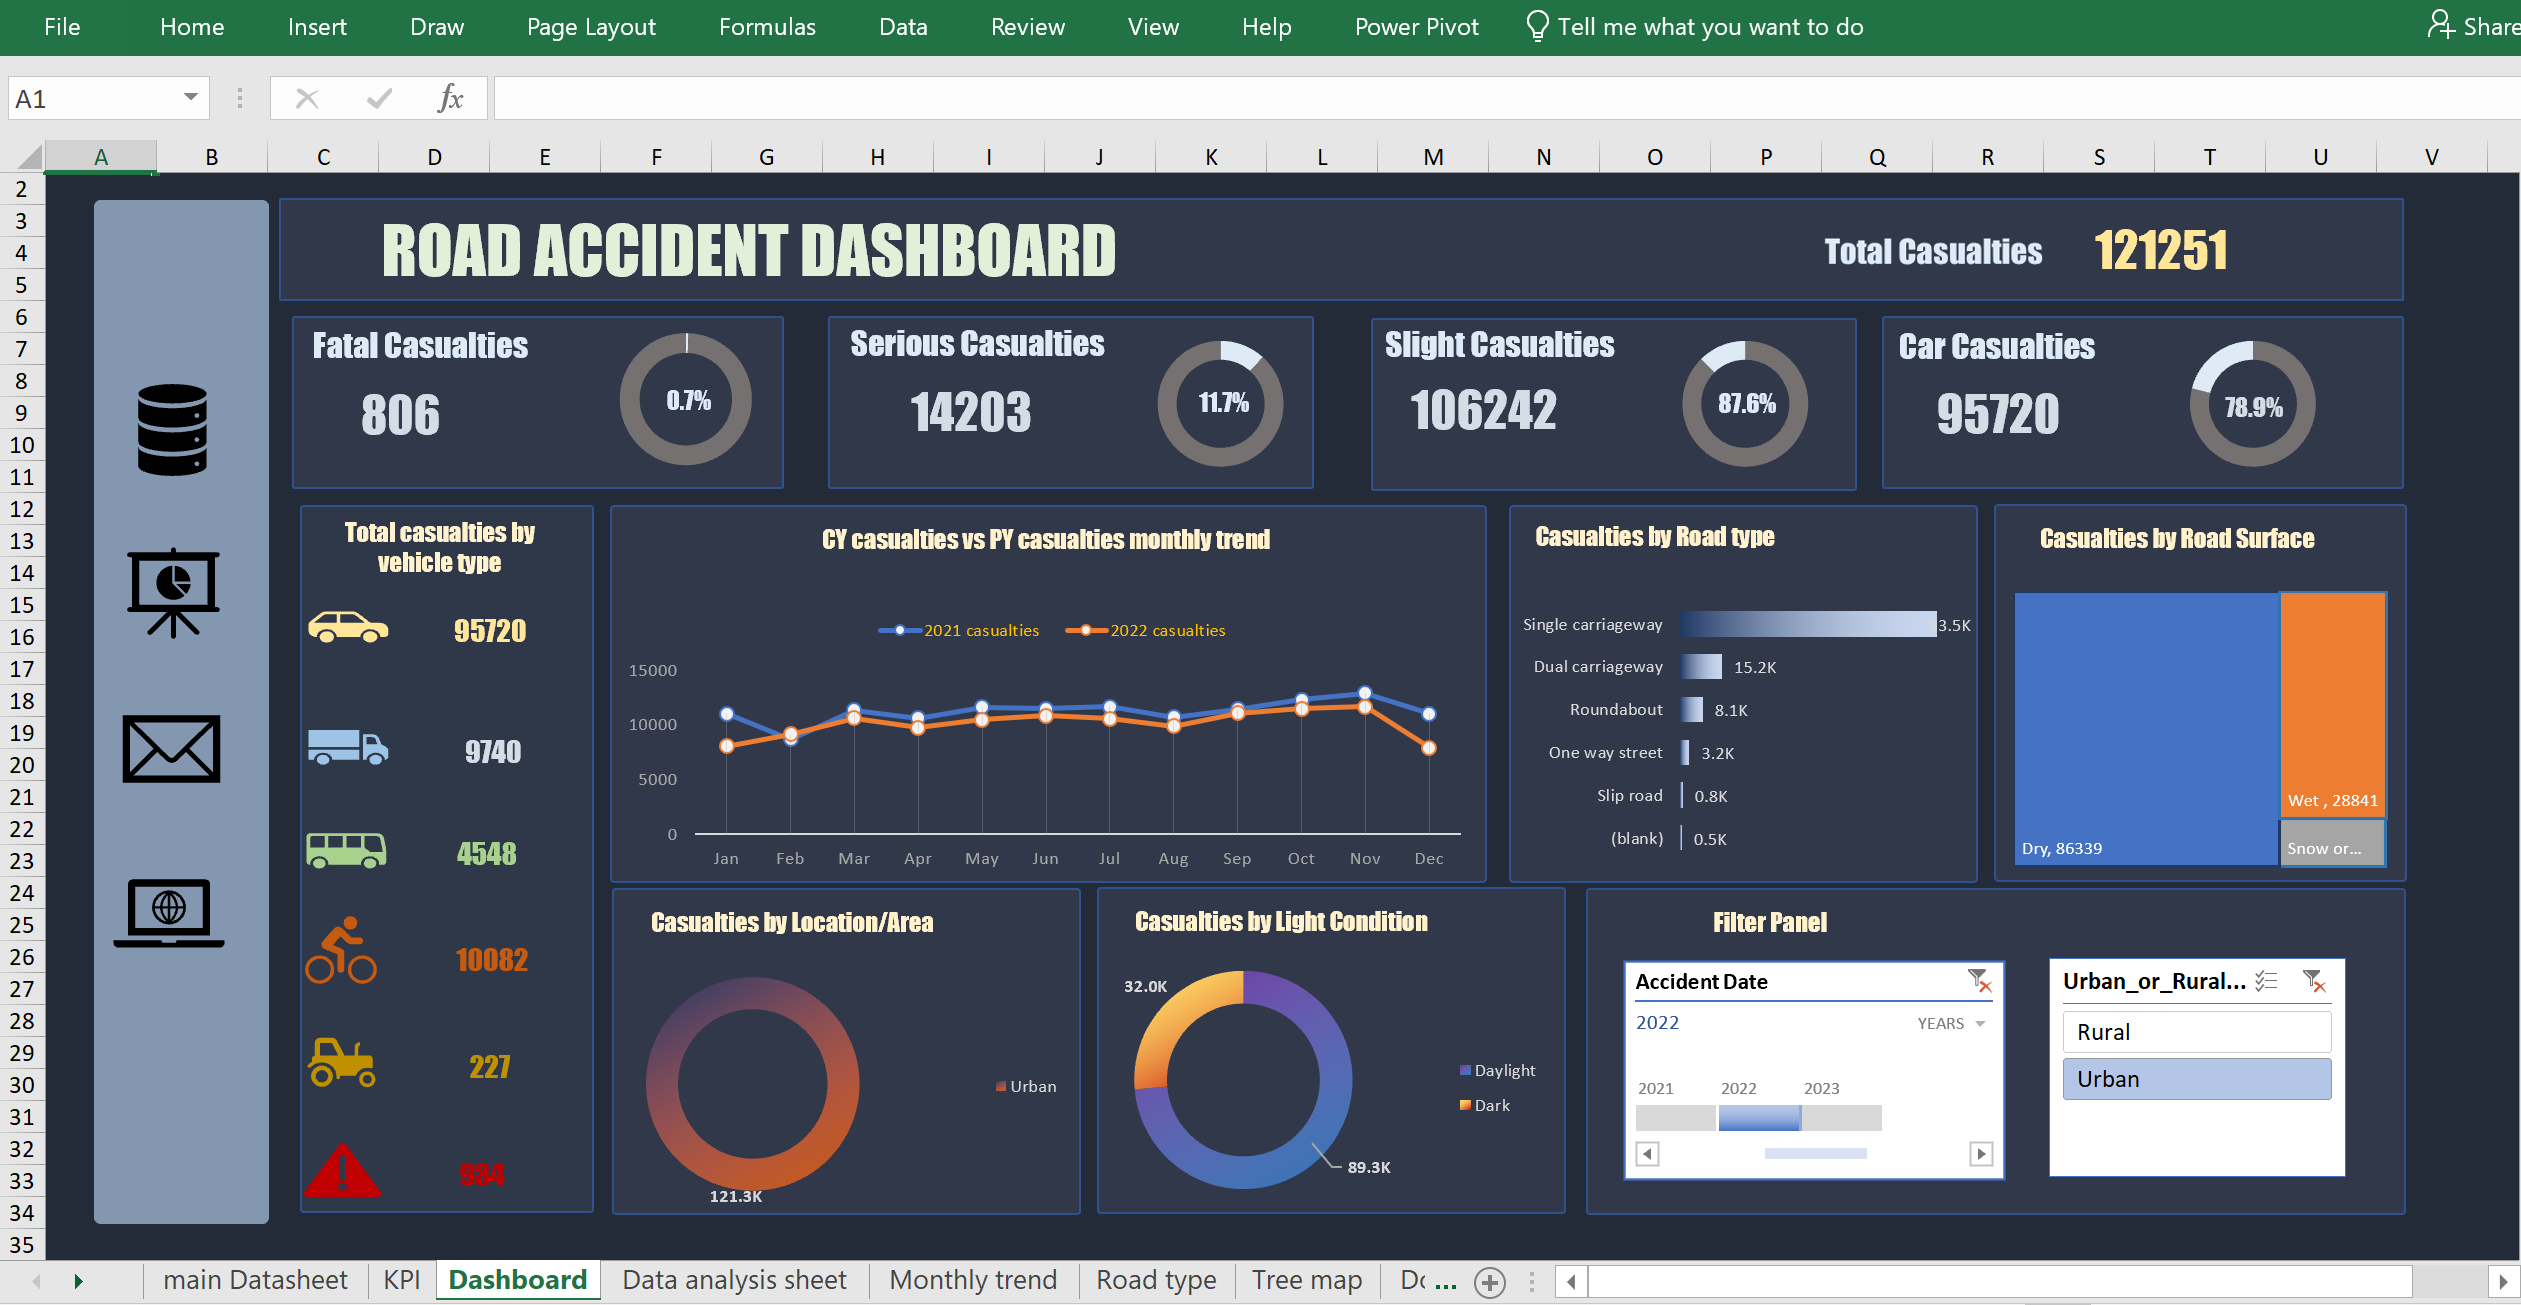 File Home Insert Draw Page Layout Formulas Data Review View Help Power Pivot Tell me what you want to do Share
A1 fx
A B C D E F G H I J K L M N O P Q R S T U V
2
3
4
5
6
7
8
9
10
11
12
13
14
15
16
17
18
19
20
21
22
23
24
25
26
27
28
29
30
31
32
33
34
35
ROAD ACCIDENT DASHBOARD
Total Casualties 121251
Fatal Casualties
806
0.7%
Serious Casualties
14203
11.7%
Slight Casualties
106242
87.6%
Car Casualties
95720
78.9%
Total casualties by
vehicle type
95720
9740
4548
10082
227
934
CY casualties vs PY casualties monthly trend
2021 casualties 2022 casualties
15000
10000
5000
0
Jan Feb Mar Apr May Jun Jul Aug Sep Oct Nov Dec
Casualties by Road type
Single carriageway 3.5K
Dual carriageway 15.2K
Roundabout 8.1K
One way street 3.2K
Slip road 0.8K
(blank) 0.5K
Casualties by Road Surface
Wet , 28841
Dry, 86339
Snow or...
Casualties by Location/Area
Urban
121.3K
Casualties by Light Condition
32.0K
Daylight
Dark
89.3K
Filter Panel
Accident Date
2022 YEARS
2021 2022 2023
Urban_or_Rural...
Rural
Urban
main Datasheet KPI Dashboard Data analysis sheet Monthly trend Road type Tree map Do ...